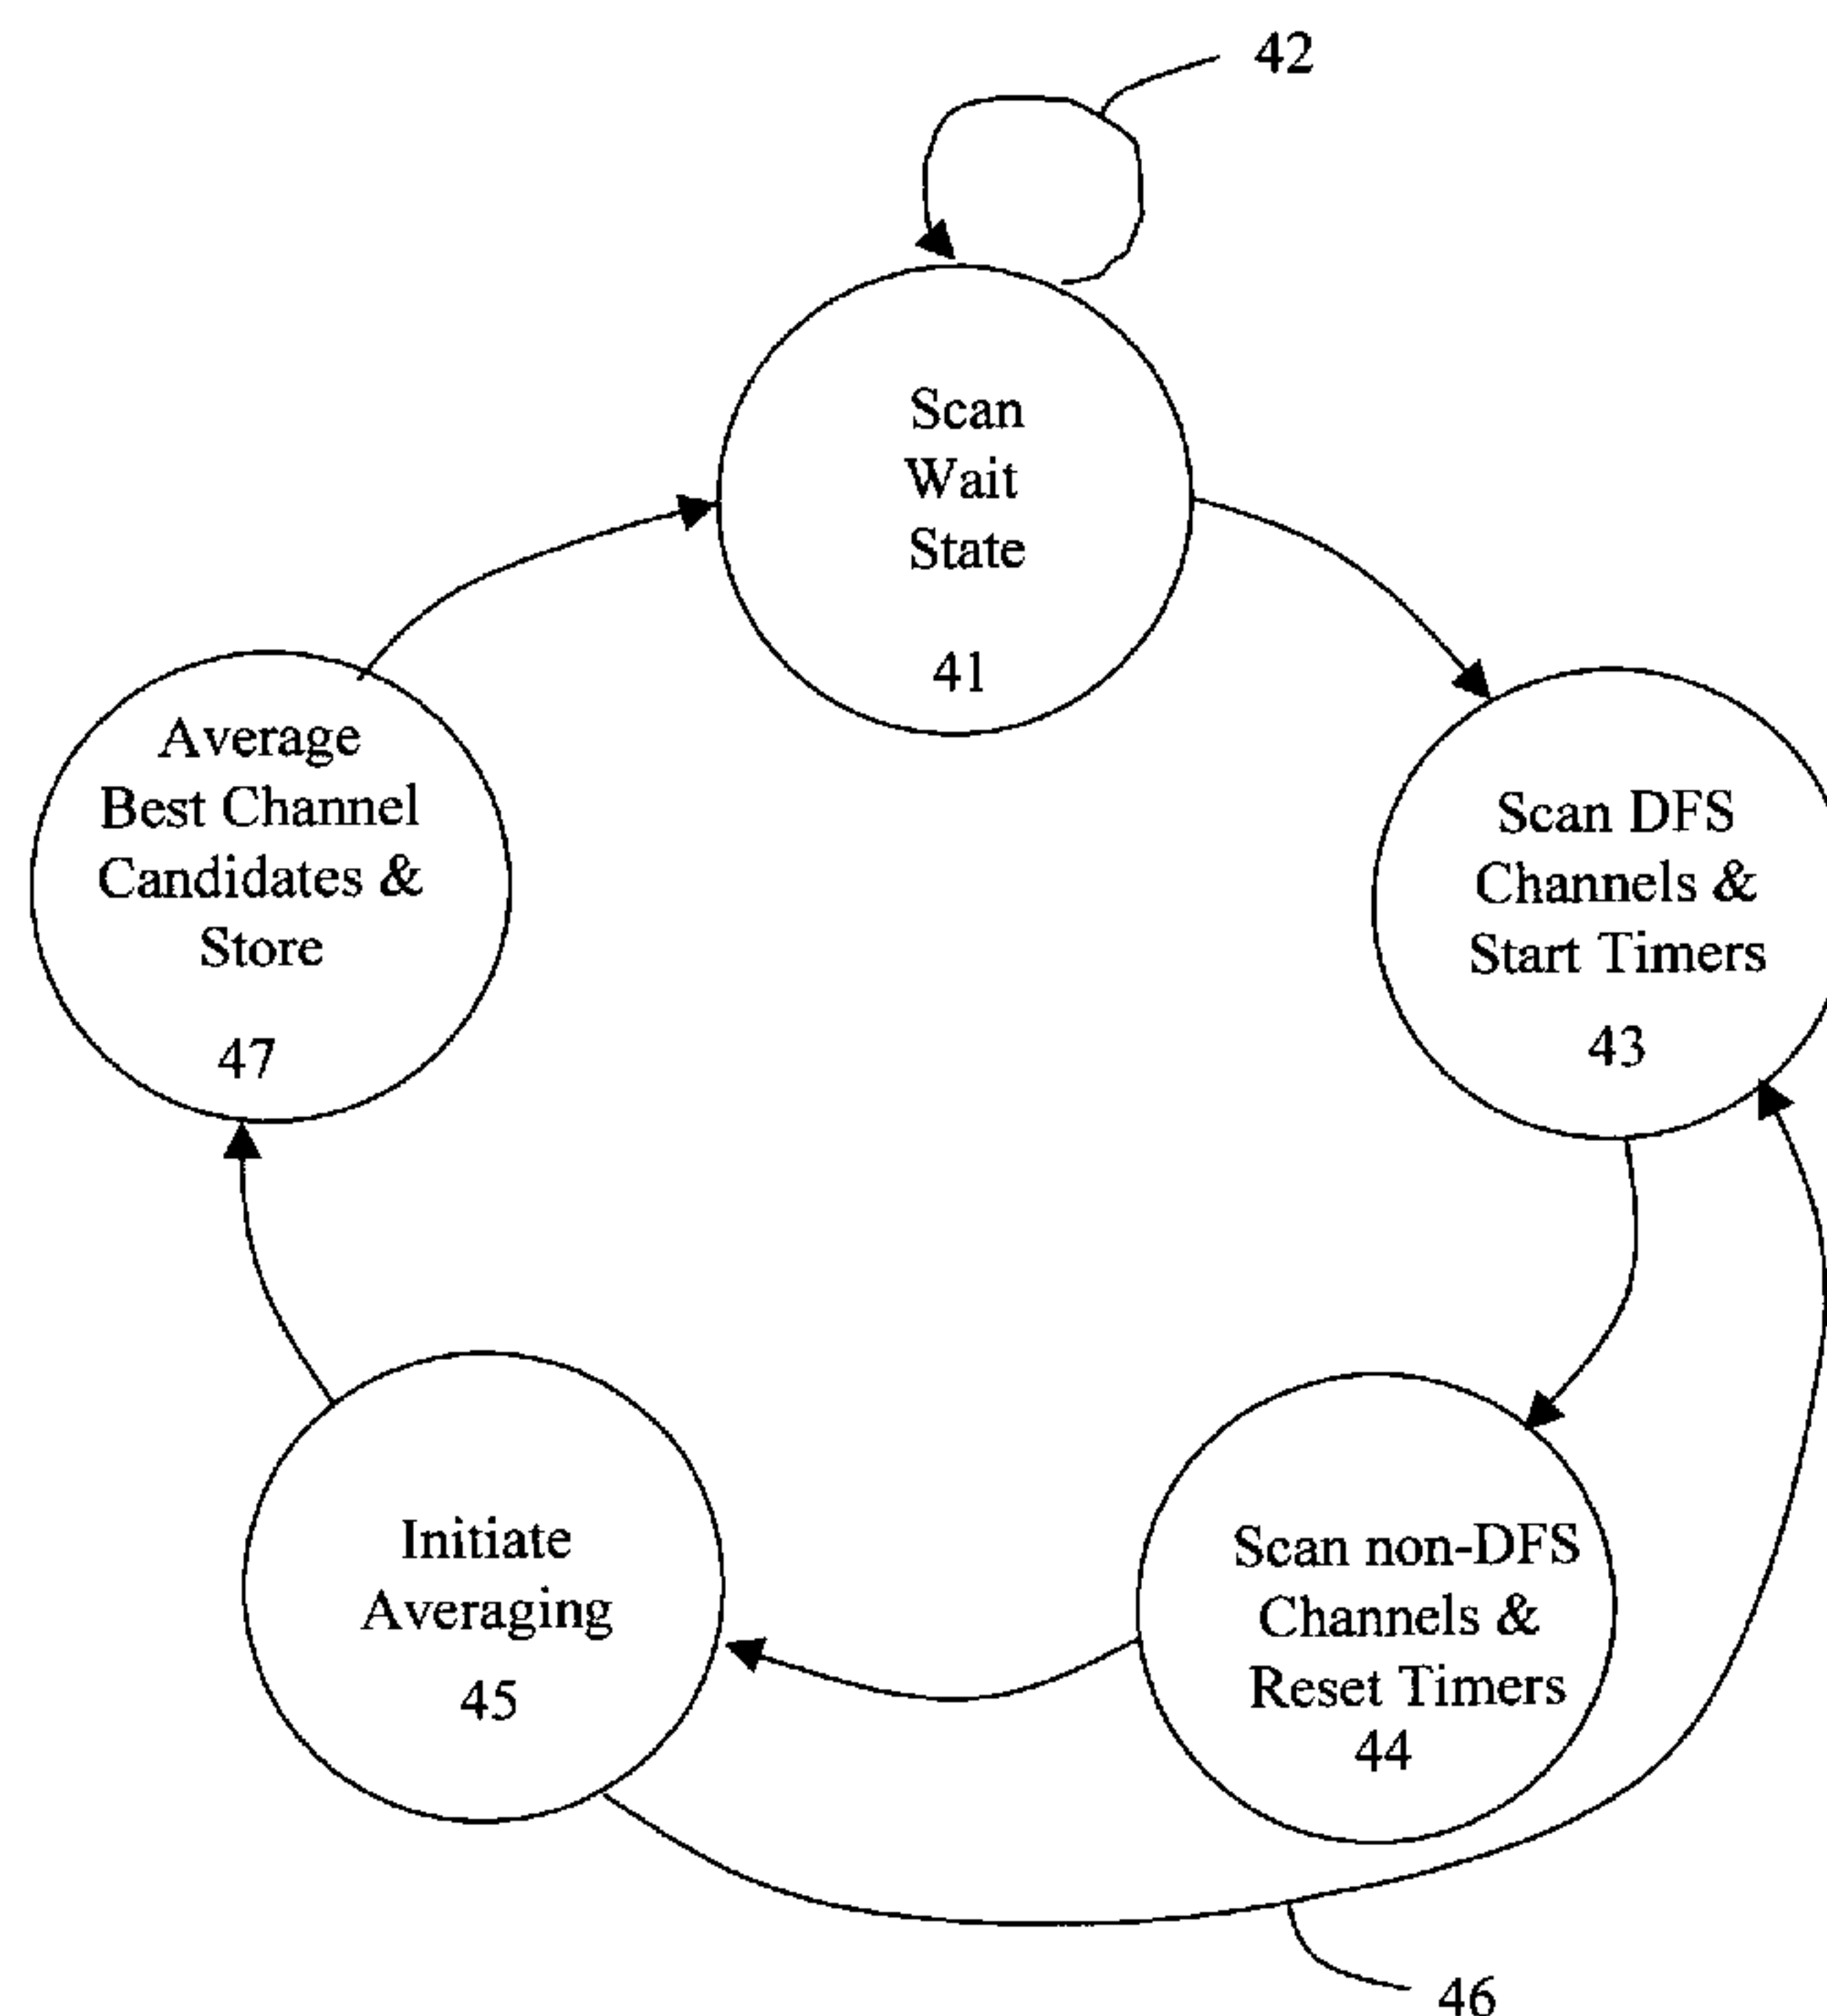 42
Scan
Wait
State
41
Average
Best Channel
Candidates &
Store
47
Scan DFS
Channels &
Start Timers
43
Initiate
Averaging
45
Scan non-DFS
Channels &
Reset Timers
44
46